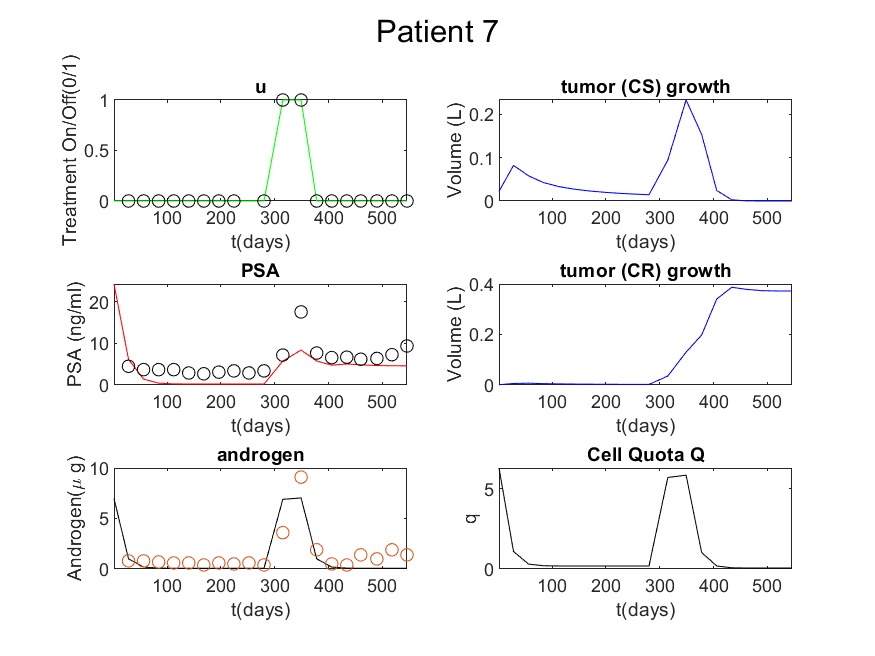 Patient 7
u
Treatment On/Off(0/1)
1
0.5
0
100 200 300 400 500
t(days)
tumor (CS) growth
Volume (L)
0.2
0.1
0
100 200 300 400 500
t(days)
PSA
PSA (ng/ml)
20
10
0
100 200 300 400 500
t(days)
tumor (CR) growth
Volume (L)
0.4
0.2
0
100 200 300 400 500
t(days)
androgen
Androgen(μ g)
10
5
0
100 200 300 400 500
t(days)
Cell Quota Q
q
5
0
100 200 300 400 500
t(days)